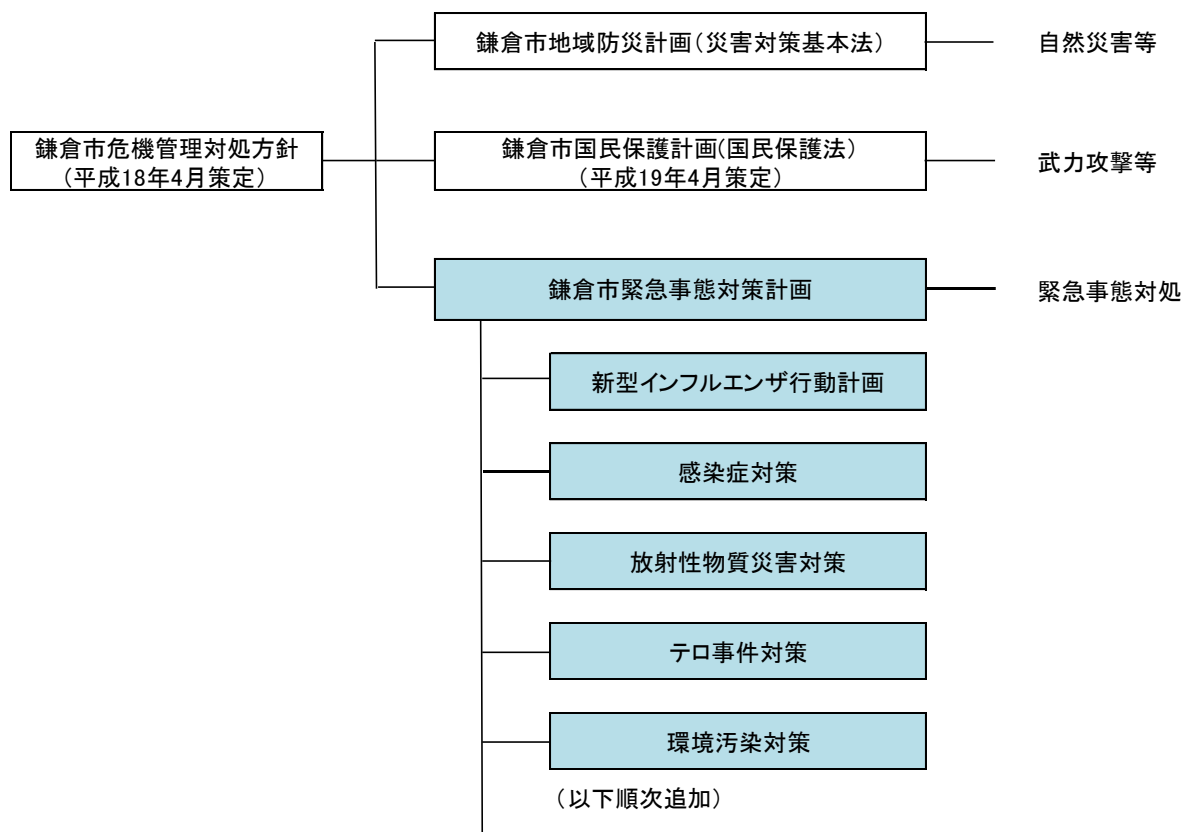 鎌倉市地域防災計画(災害対策基本法)
自然災害等
鎌倉市危機管理対処方針
(平成18年4月策定)
鎌倉市国民保護計画(国民保護法)
(平成19年4月策定)
武力攻撃等
鎌倉市緊急事態対策計画
緊急事態対処
新型インフルエンザ行動計画
感染症対策
放射性物質災害対策
テロ事件対策
環境汚染対策
(以下順次追加)